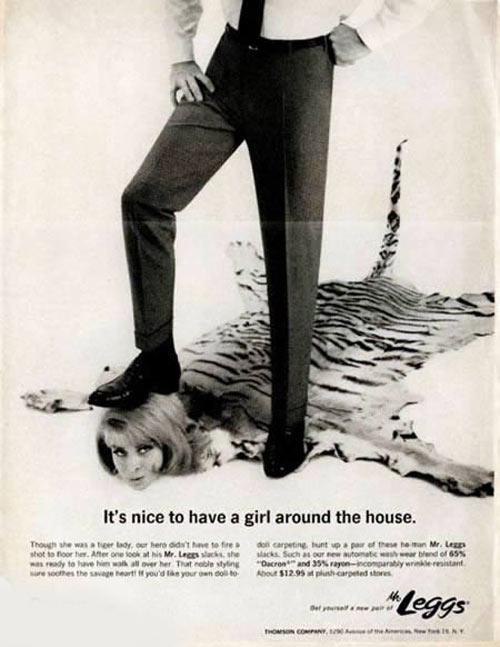 It's nice to have a girl around the house.
Though she was a tiger lady, our hero didn't have to fire a
shot to floor her. After one look at his Mr. Leggs slacks, she
was ready to have him walk all over her. That noble styling
sure soothes the savage heart! If you'd like your own doll-to-
doll carpeting, hunt up a pair of these he-man Mr. Leggs
slacks. Such as our new automatic wash wear blend of 65%
"Dacron®" and 35% rayon—incomparably wrinkle-resistant.
About $12.95 at plush-carpeted stores.
Get yourself a new pair of Mr. Leggs
THOMSON COMPANY, 1290 Avenue of the Americas, New York 19, N. Y.